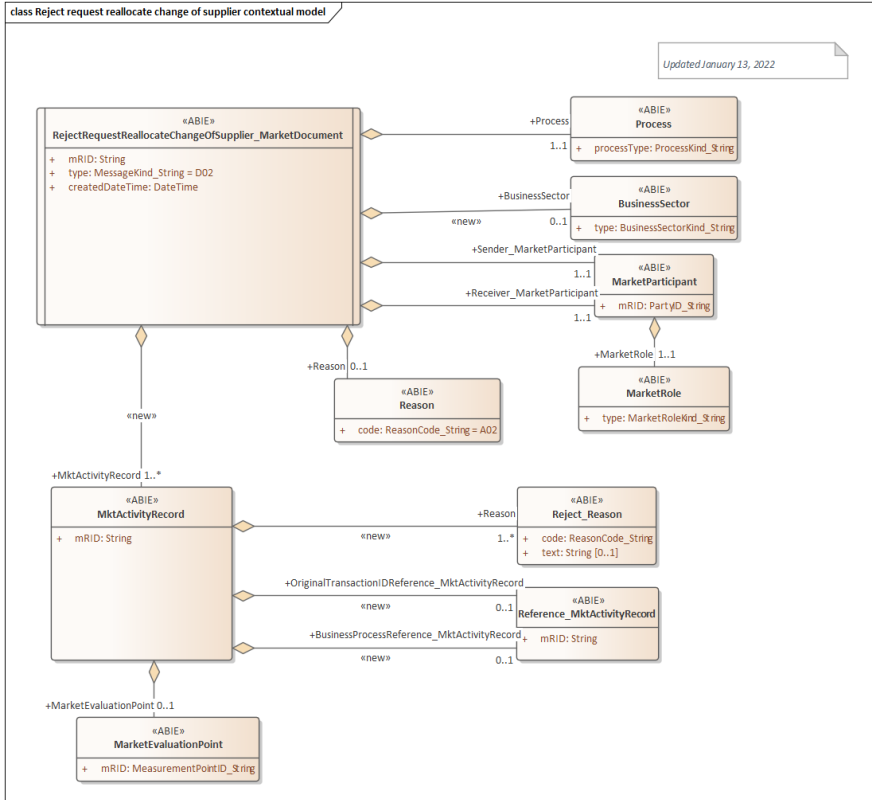 class Reject request reallocate change of supplier contextual model
Updated January 13, 2022
«ABIE»
RejectRequestReallocateChangeOfSupplier_MarketDocument
+ mRID: String
+ type: MessageKind_String = D02
+ createdDateTime: DateTime
+Process
1..1
«ABIE»
Process
+ processType: ProcessKind_String
+BusinessSector
«new»
0..1
«ABIE»
BusinessSector
+ type: BusinessSectorKind_String
+Sender_MarketParticipant
1..1
+Receiver_MarketParticipant
1..1
«ABIE»
MarketParticipant
+ mRID: PartyID_String
+MarketRole 1..1
«ABIE»
MarketRole
+ type: MarketRoleKind_String
+Reason 0..1
«ABIE»
Reason
+ code: ReasonCode_String = A02
«new»
+MktActivityRecord 1..*
«ABIE»
MktActivityRecord
+ mRID: String
+Reason
«new»
1..*
«ABIE»
Reject_Reason
+ code: ReasonCode_String
+ text: String [0..1]
+OriginalTransactionIDReference_MktActivityRecord
«new»
0..1
+BusinessProcessReference_MktActivityRecord
«new»
0..1
«ABIE»
Reference_MktActivityRecord
+ mRID: String
+MarketEvaluationPoint 0..1
«ABIE»
MarketEvaluationPoint
+ mRID: MeasurementPointID_String